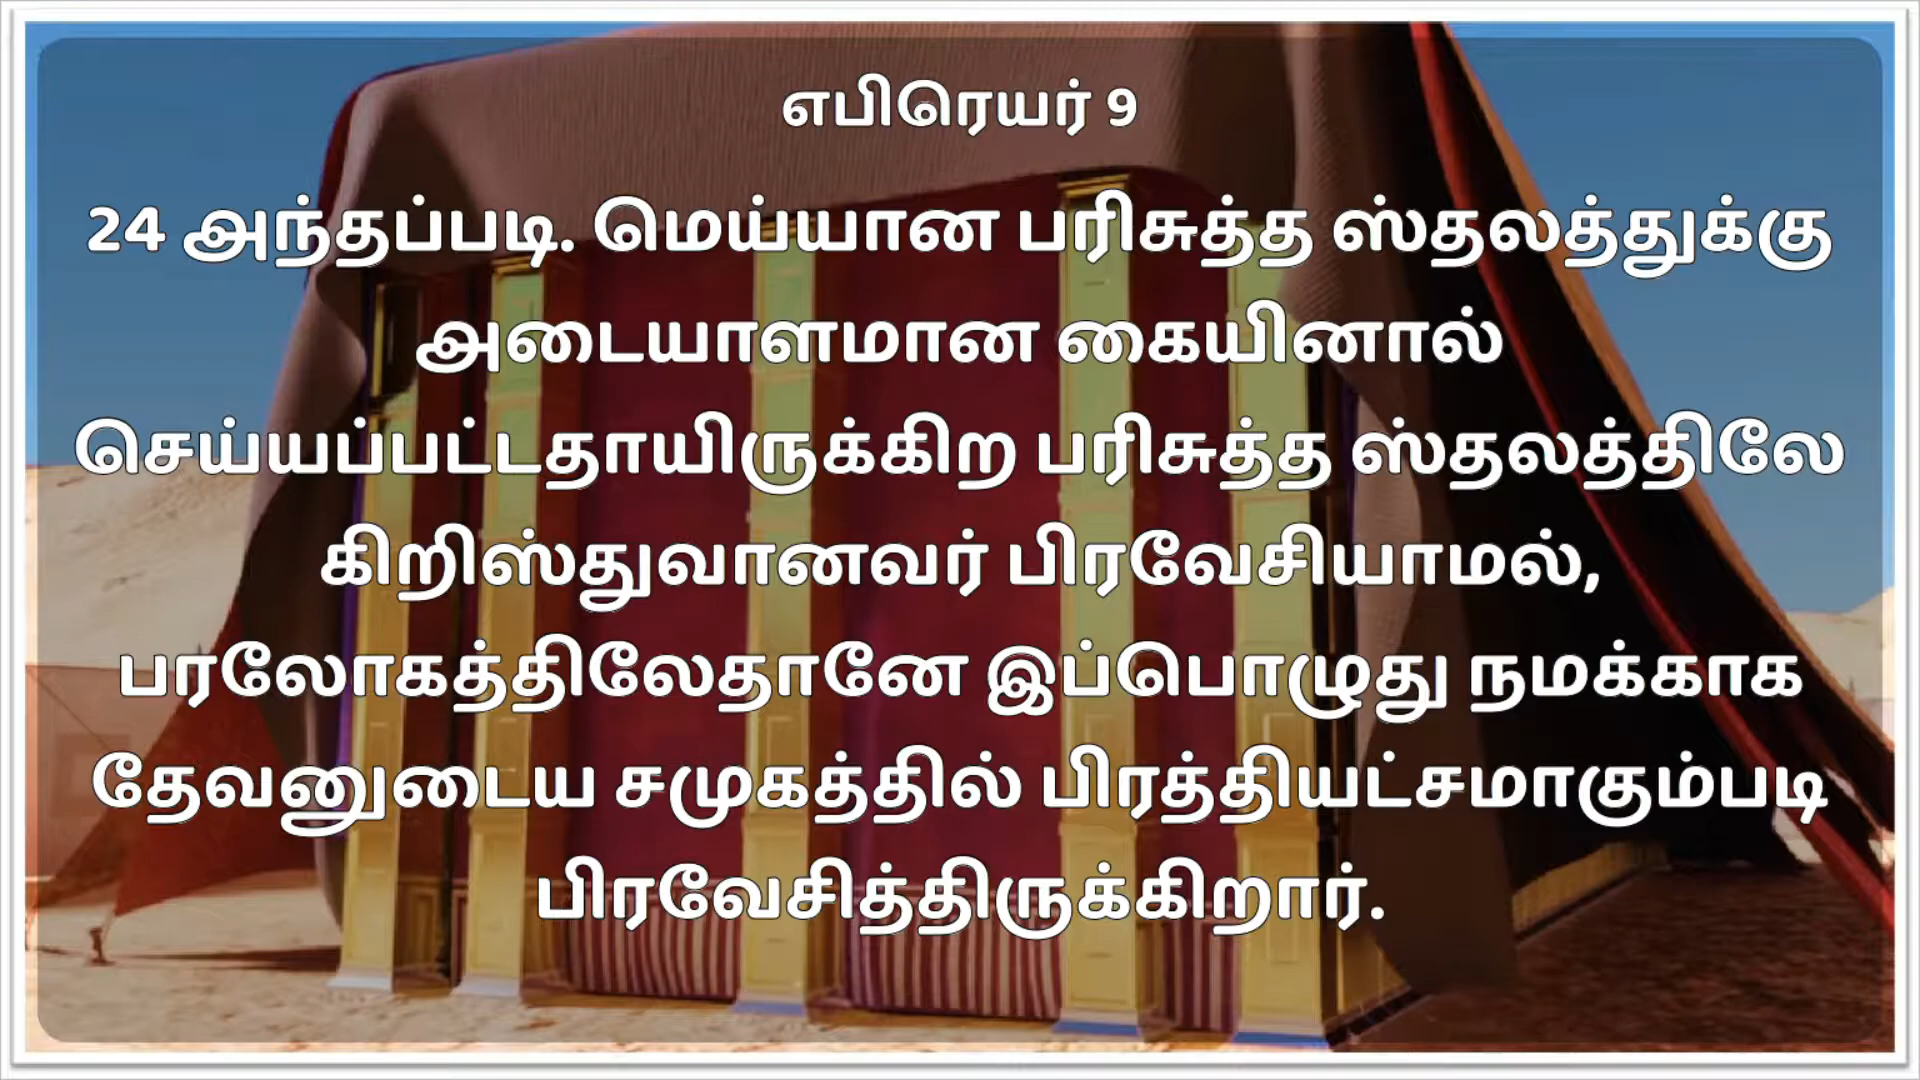 எபிரெயர் 9
24 அந்தப்படி. மெய்யான பரிசுத்த ஸ்தலத்துக்கு
அடையாளமான கையினால்
செய்யப்பட்டதாயிருக்கிற பரிசுத்த ஸ்தலத்திலே
கிறிஸ்துவானவர் பிரவேசியாமல்,
பரலோகத்திலேதானே இப்பொழுது நமக்காக
தேவனுடைய சமுகத்தில் பிரத்தியட்சமாகும்படி
பிரவேசித்திருக்கிறார்.